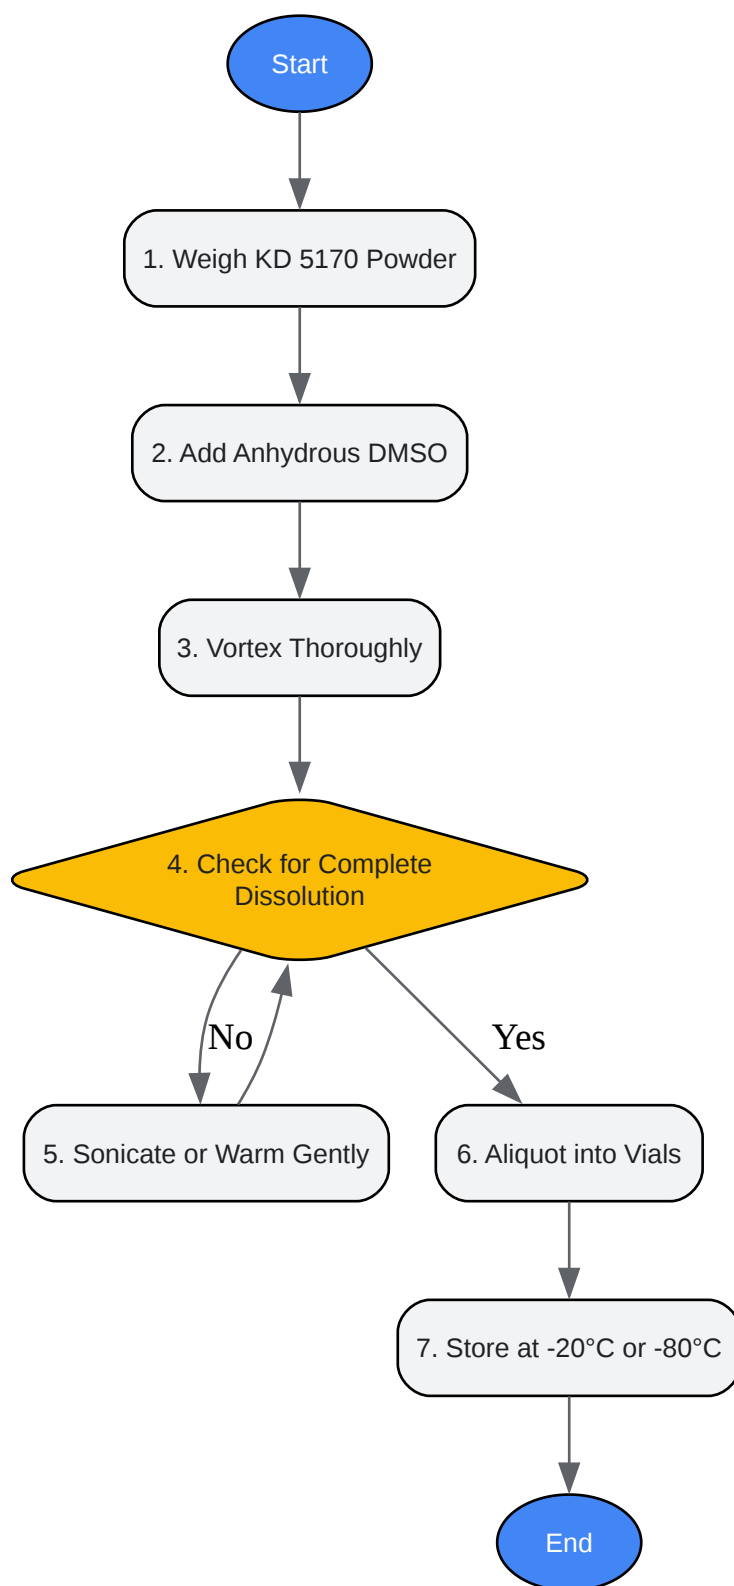 Start
1. Weigh KD 5170 Powder
2. Add Anhydrous DMSO
3. Vortex Thoroughly
4. Check for Complete
Dissolution
No
Yes
5. Sonicate or Warm Gently
6. Aliquot into Vials
7. Store at -20°C or -80°C
End